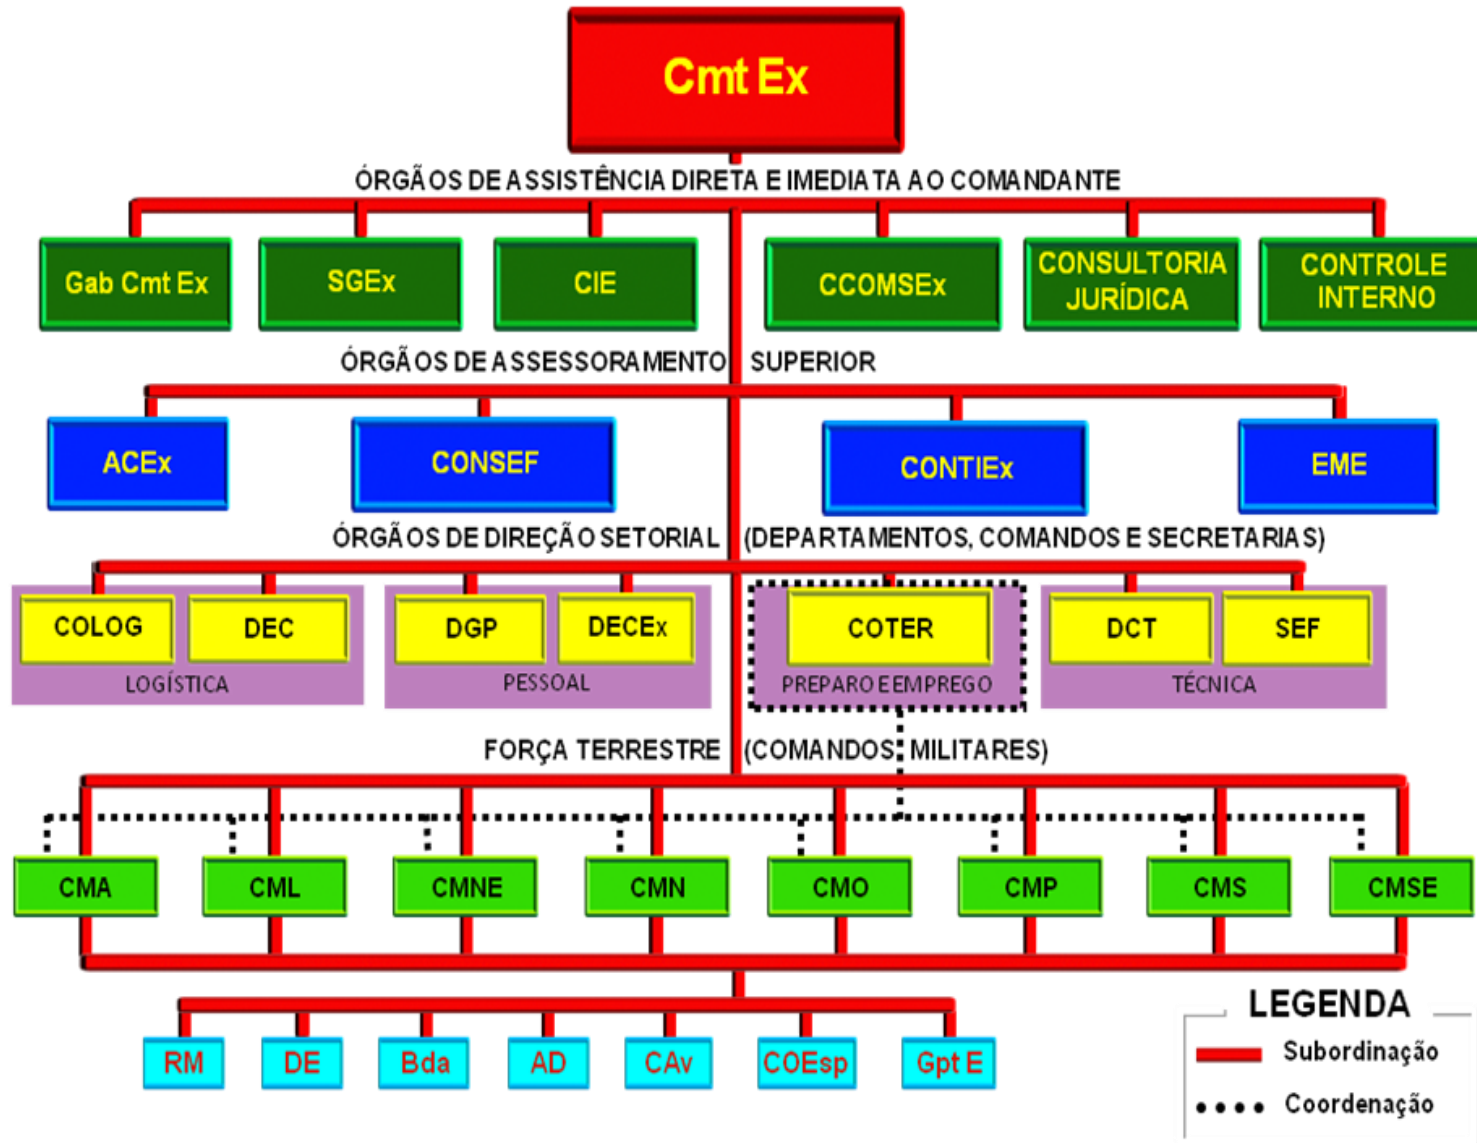 Cmt Ex
ÓRGÃOS DE ASSISTÊNCIA DIRETA E IMEDIATA AO COMANDANTE
Gab Cmt Ex
SGEx
CIE
CCOMSEx
CONSULTORIA
JURÍDICA
CONTROLE
INTERNO
ÓRGÃOS DE ASSESSORAMENTO SUPERIOR
ACEx
CONSEF
CONTIEx
EME
ÓRGÃOS DE DIREÇÃO SETORIAL (DEPARTAMENTOS, COMANDOS E SECRETARIAS)
COLOG
DEC
DGP
DECEx
COTER
DCT
SEF
LOGÍSTICA
PESSOAL
PREPARO E EMPREGO
TÉCNICA
FORÇA TERRESTRE (COMANDOS MILITARES)
CMA
CML
CMNE
CMN
CMO
CMP
CMS
CMSE
RM
DE
Bda
AD
CAv
COEsp
Gpt E
LEGENDA
Subordinação
Coordenação